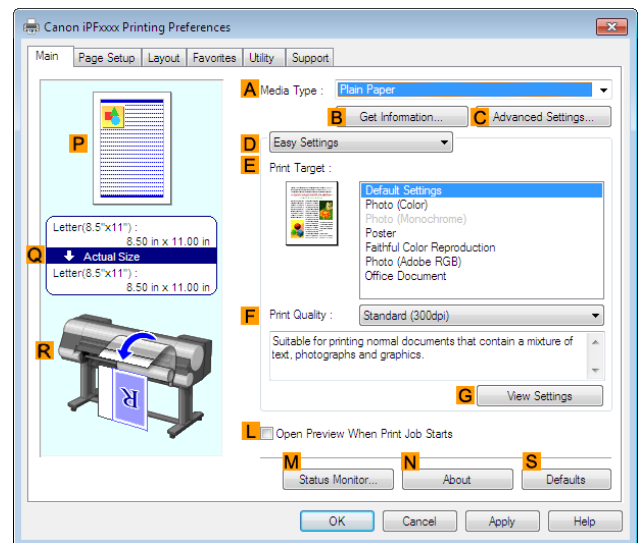 Canon iPFxxxx Printing Preferences
Main Page Setup Layout Favorites Utility Support
A Media Type : Plain Paper
B Get Information... C Advanced Settings...
P
D Easy Settings
E Print Target :
Default Settings
Photo (Color)
Photo (Monochrome)
Poster
Faithful Color Reproduction
Photo (Adobe RGB)
Office Document
Letter(8.5"x11") :
8.50 in x 11.00 in
Q Actual Size
Letter(8.5"x11") :
8.50 in x 11.00 in
F Print Quality : Standard (300dpi)
Suitable for printing normal documents that contain a mixture of
text, photographs and graphics.
R
R
G View Settings
L Open Preview When Print Job Starts
M N S
Status Monitor... About Defaults
OK Cancel Apply Help